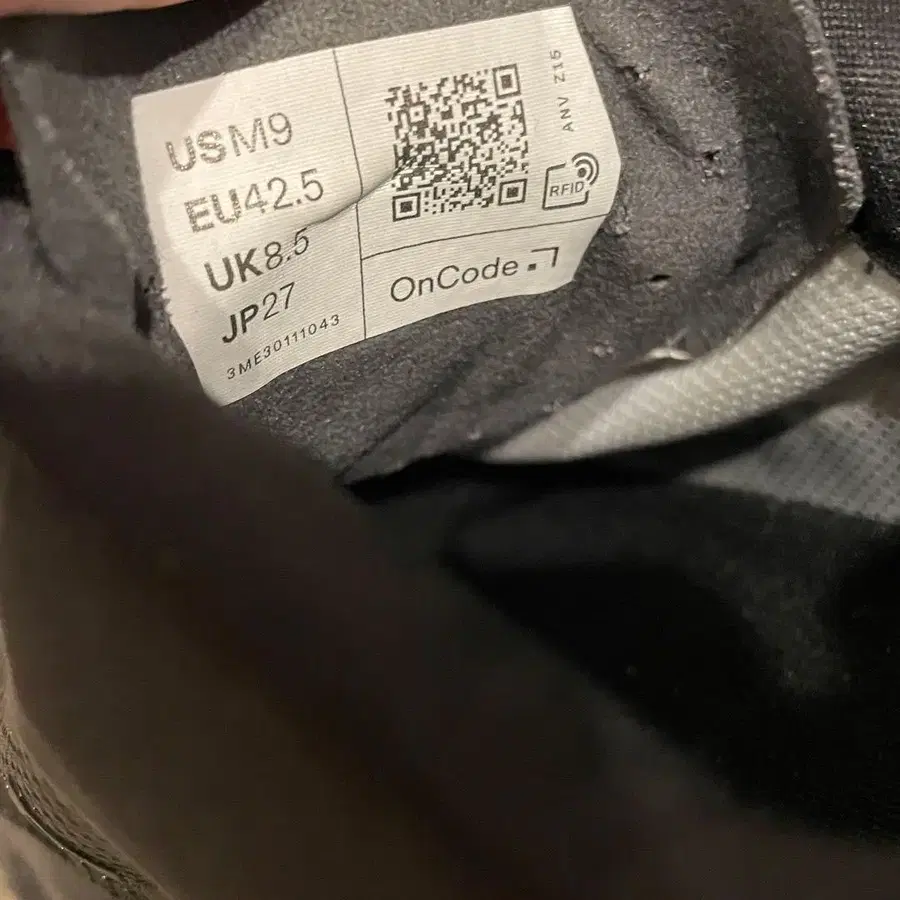 USM9
EU42.5
UK8.5
JP27
3ME30111043
ANV Z15
RFID
OnCode